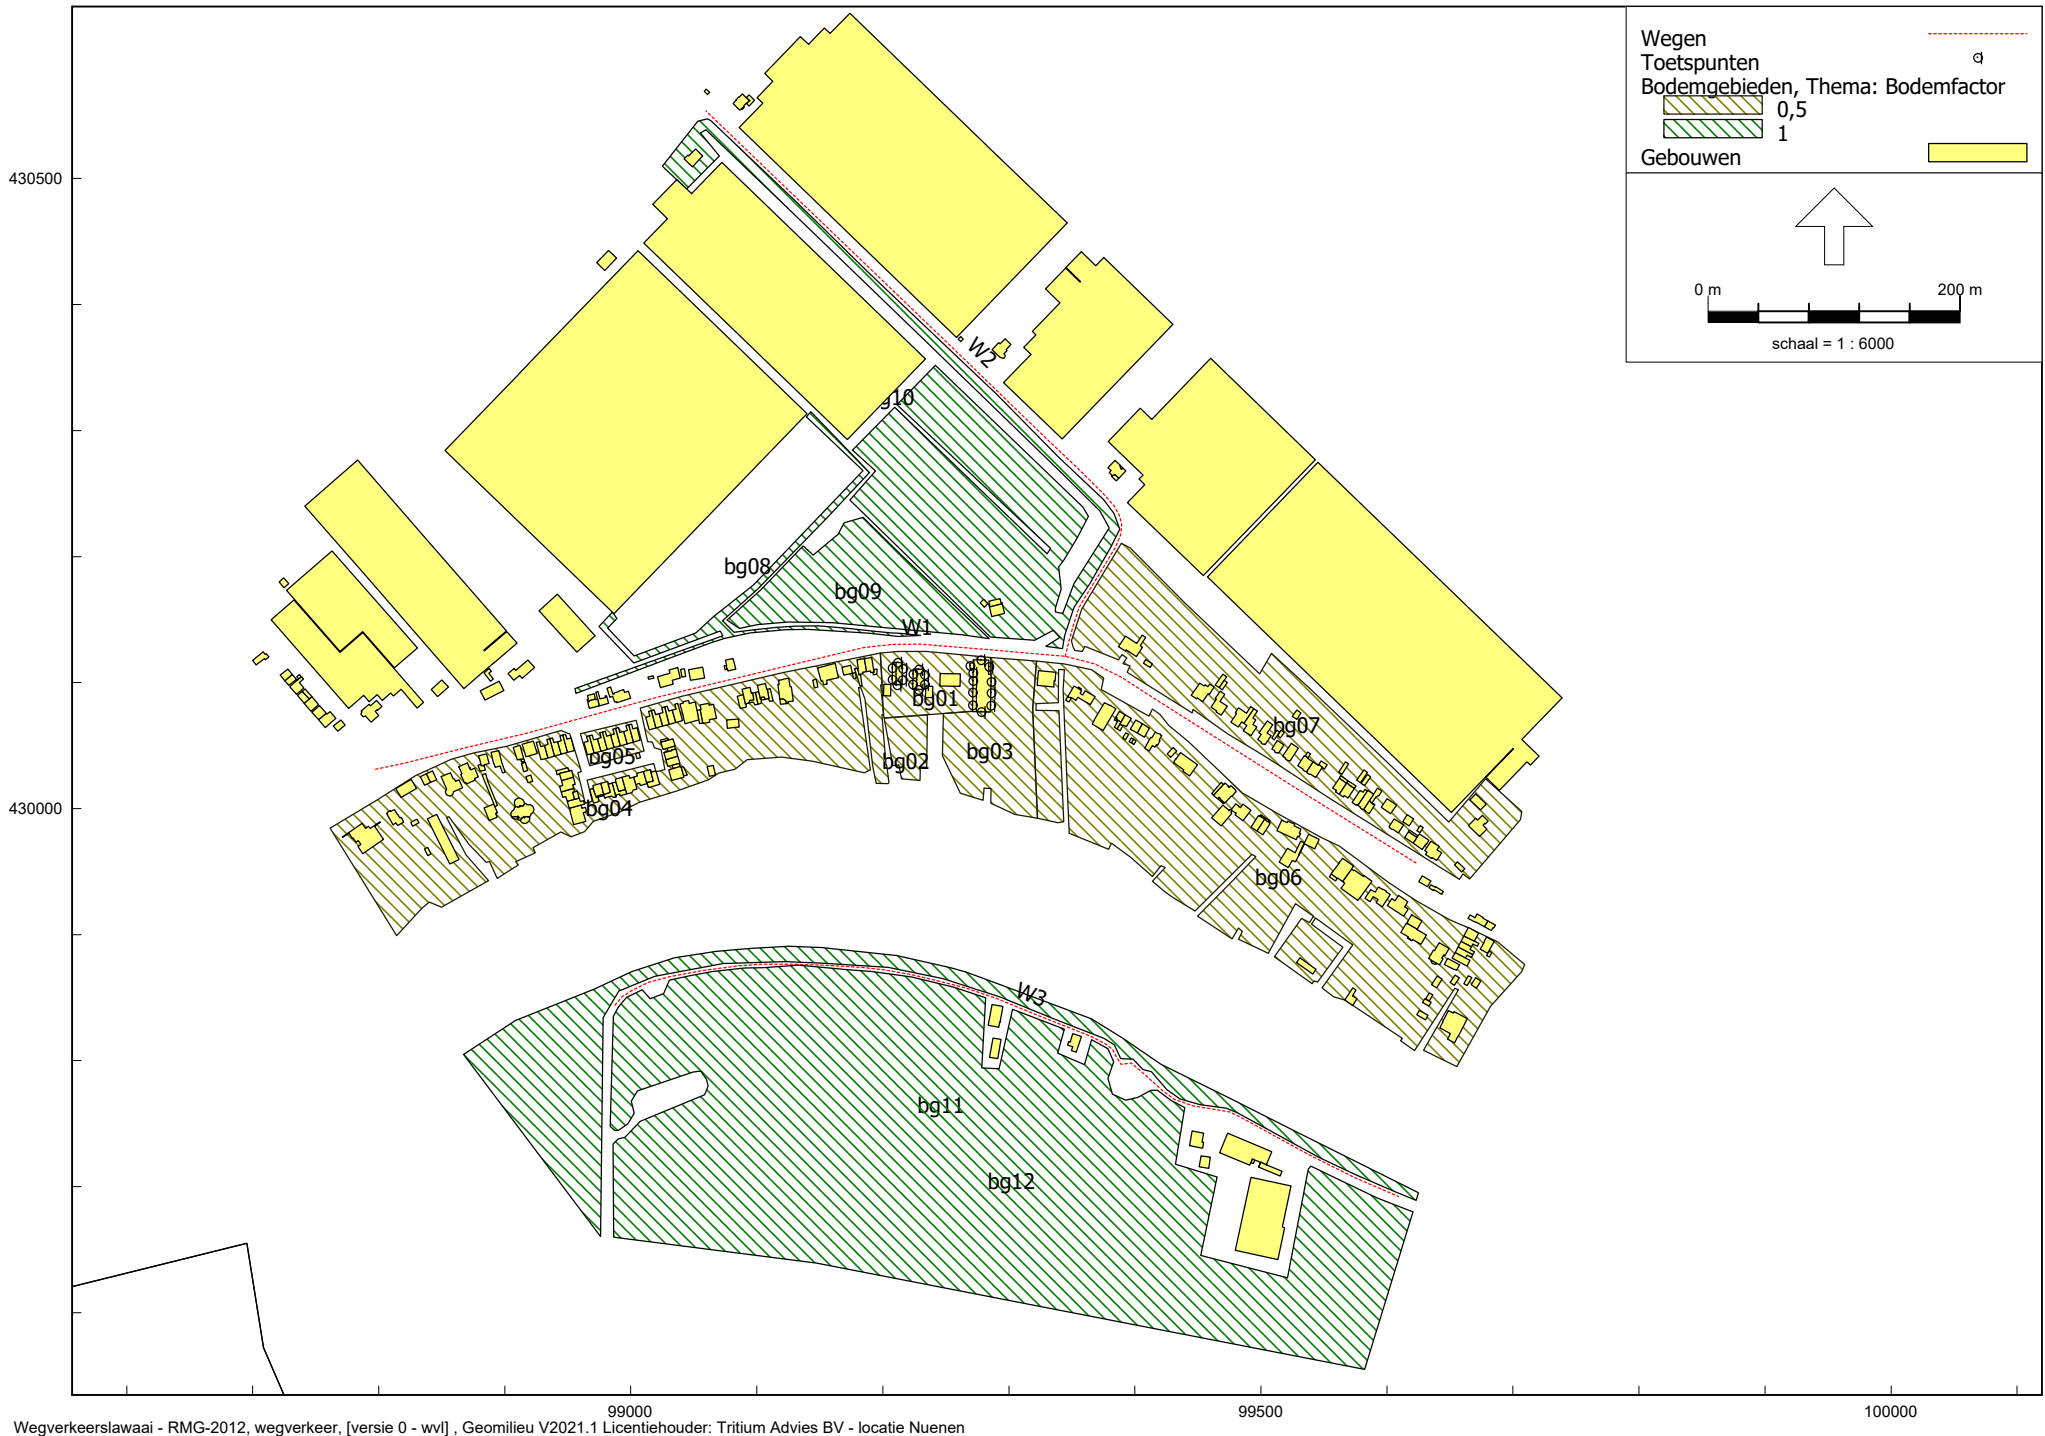 Wegen
Toetspunten
Bodemgebieden, Thema: Bodemfactor
0,5
1
Gebouwen
0 m 200 m
schaal = 1 : 6000
430500
430000
W2
g10
bg08
bg09
W1
bg01
bg02
bg03
bg05
bg04
bg07
bg06
W3
bg11
bg12
99000 99500 100000
Wegverkeerslawaai - RMG-2012, wegverkeer, [versie 0 - wvl] , Geomilieu V2021.1 Licentiehouder: Tritium Advies BV - locatie Nuenen